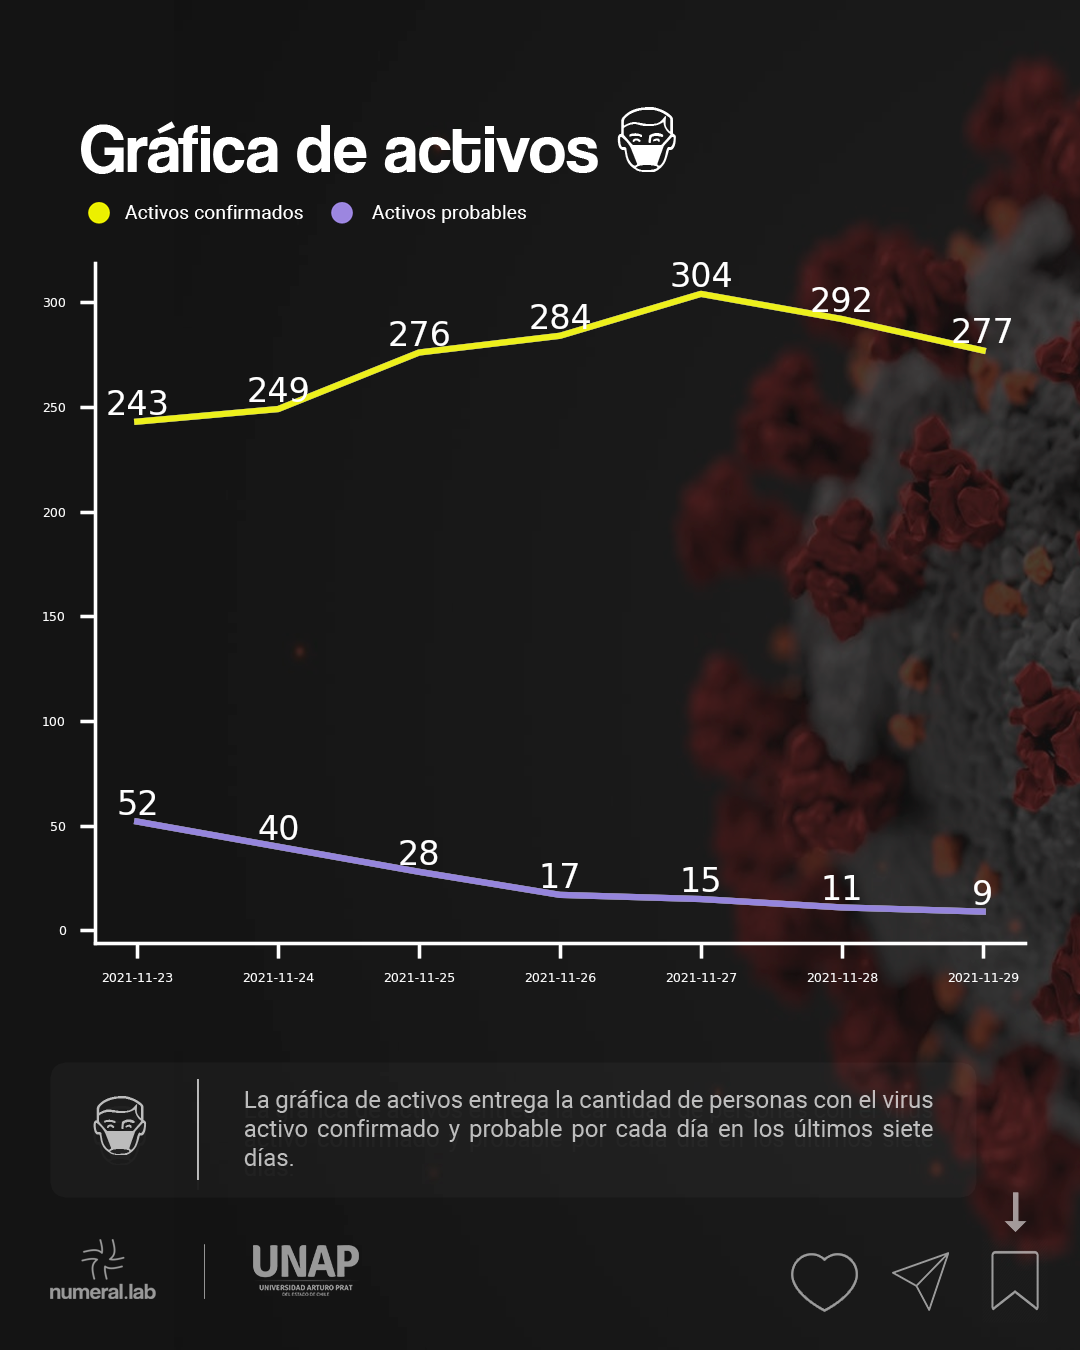 Gráfica de activos
Activos confirmados Activos probables
300
250
200
150
100
50
0
243 249 276 284 304 292 277
52 40 28 17 15 11 9
2021-11-23 2021-11-24 2021-11-25 2021-11-26 2021-11-27 2021-11-28 2021-11-29
La gráfica de activos entrega la cantidad de personas con el virus
activo confirmado y probable por cada día en los últimos siete
días.
numeral.lab
UNAP
UNIVERSIDAD ARTURO PRAT
DEL ESTADO DE CHILE